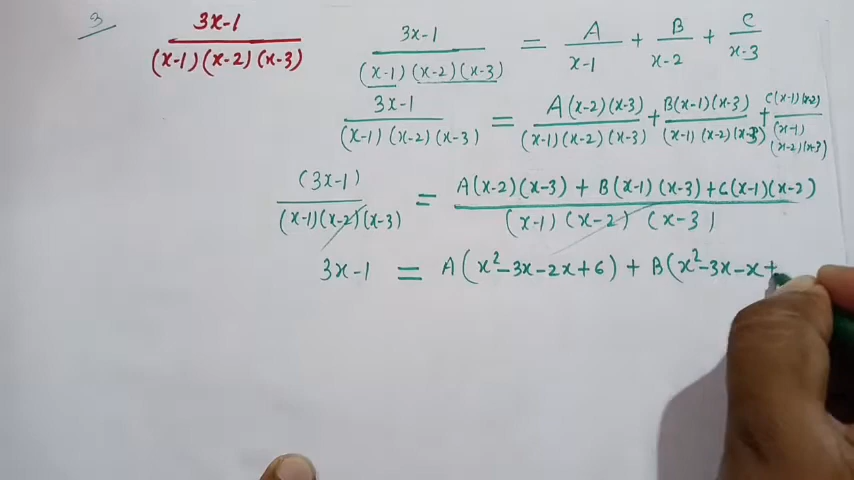 3
3x-1 / (x-1)(x-2)(x-3)
3x-1 / (x-1)(x-2)(x-3) = A / x-1 + B / x-2 + C / x-3
3x-1 / (x-1)(x-2)(x-3) = A(x-2)(x-3) / (x-1)(x-2)(x-3) + B(x-1)(x-3) / (x-1)(x-2)(x-3) + C(x-1)(x-2) / (x-1)(x-2)(x-3)
(3x-1) / (x-1)(x-2)(x-3) = A(x-2)(x-3) + B(x-1)(x-3) + C(x-1)(x-2) / (x-1)(x-2)(x-3)
3x-1 = A(x²-3x-2x+6) + B(x²-3x-x+